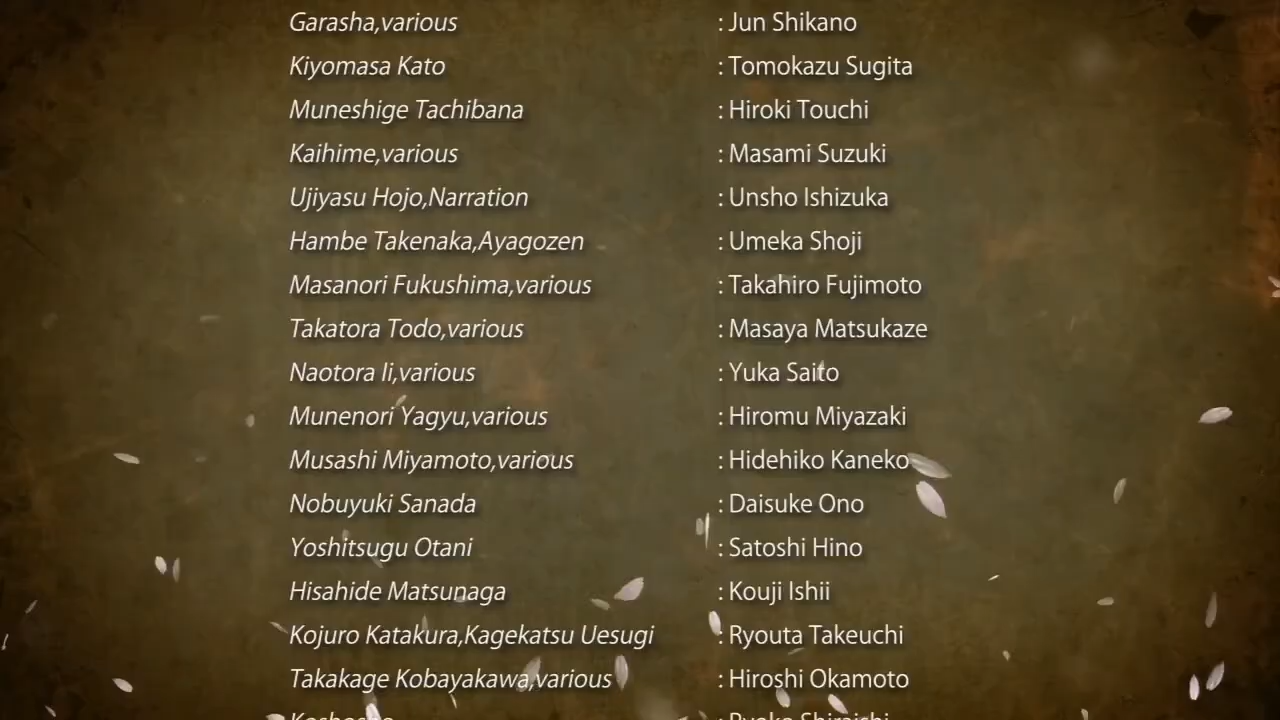 Garasha,various : Jun Shikano
Kiyomasa Kato : Tomokazu Sugita
Muneshige Tachibana : Hiroki Touchi
Kaihime,various : Masami Suzuki
Ujiyasu Hojo,Narration : Unsho Ishizuka
Hambe Takenaka,Ayagozen : Umeka Shoji
Masanori Fukushima,various : Takahiro Fujimoto
Takatora Todo,various : Masaya Matsukaze
Naotora Ii,various : Yuka Saito
Munenori Yagyu,various : Hiromu Miyazaki
Musashi Miyamoto,various : Hidehiko Kaneko
Nobuyuki Sanada : Daisuke Ono
Yoshitsugu Otani : Satoshi Hino
Hisahide Matsunaga : Kouji Ishii
Kojuro Katakura,Kagekatsu Uesugi : Ryouta Takeuchi
Takakage Kobayakawa,various : Hiroshi Okamoto